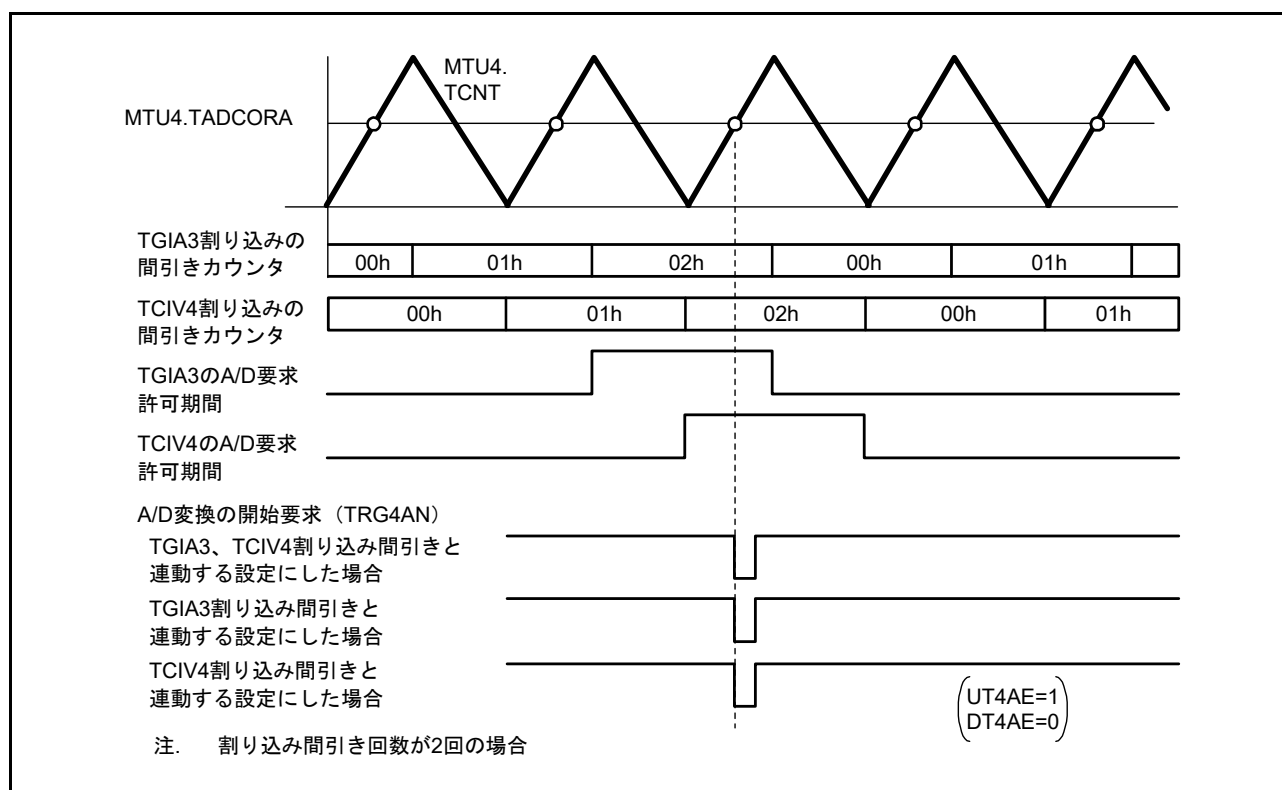 MTU4.
TCNT
MTU4.TADCORA
TGIA3割り込みの
間引きカウンタ
00h 01h 02h 00h 01h
TCIV4割り込みの
間引きカウンタ
00h 01h 02h 00h 01h
TGIA3のA/D要求
許可期間
TCIV4のA/D要求
許可期間
A/D変換の開始要求（TRG4AN）
TGIA3、TCIV4割り込み間引きと
連動する設定にした場合
TGIA3割り込み間引きと
連動する設定にした場合
TCIV4割り込み間引きと
連動する設定にした場合
UT4AE=1
DT4AE=0
注. 割り込み間引き回数が2回の場合